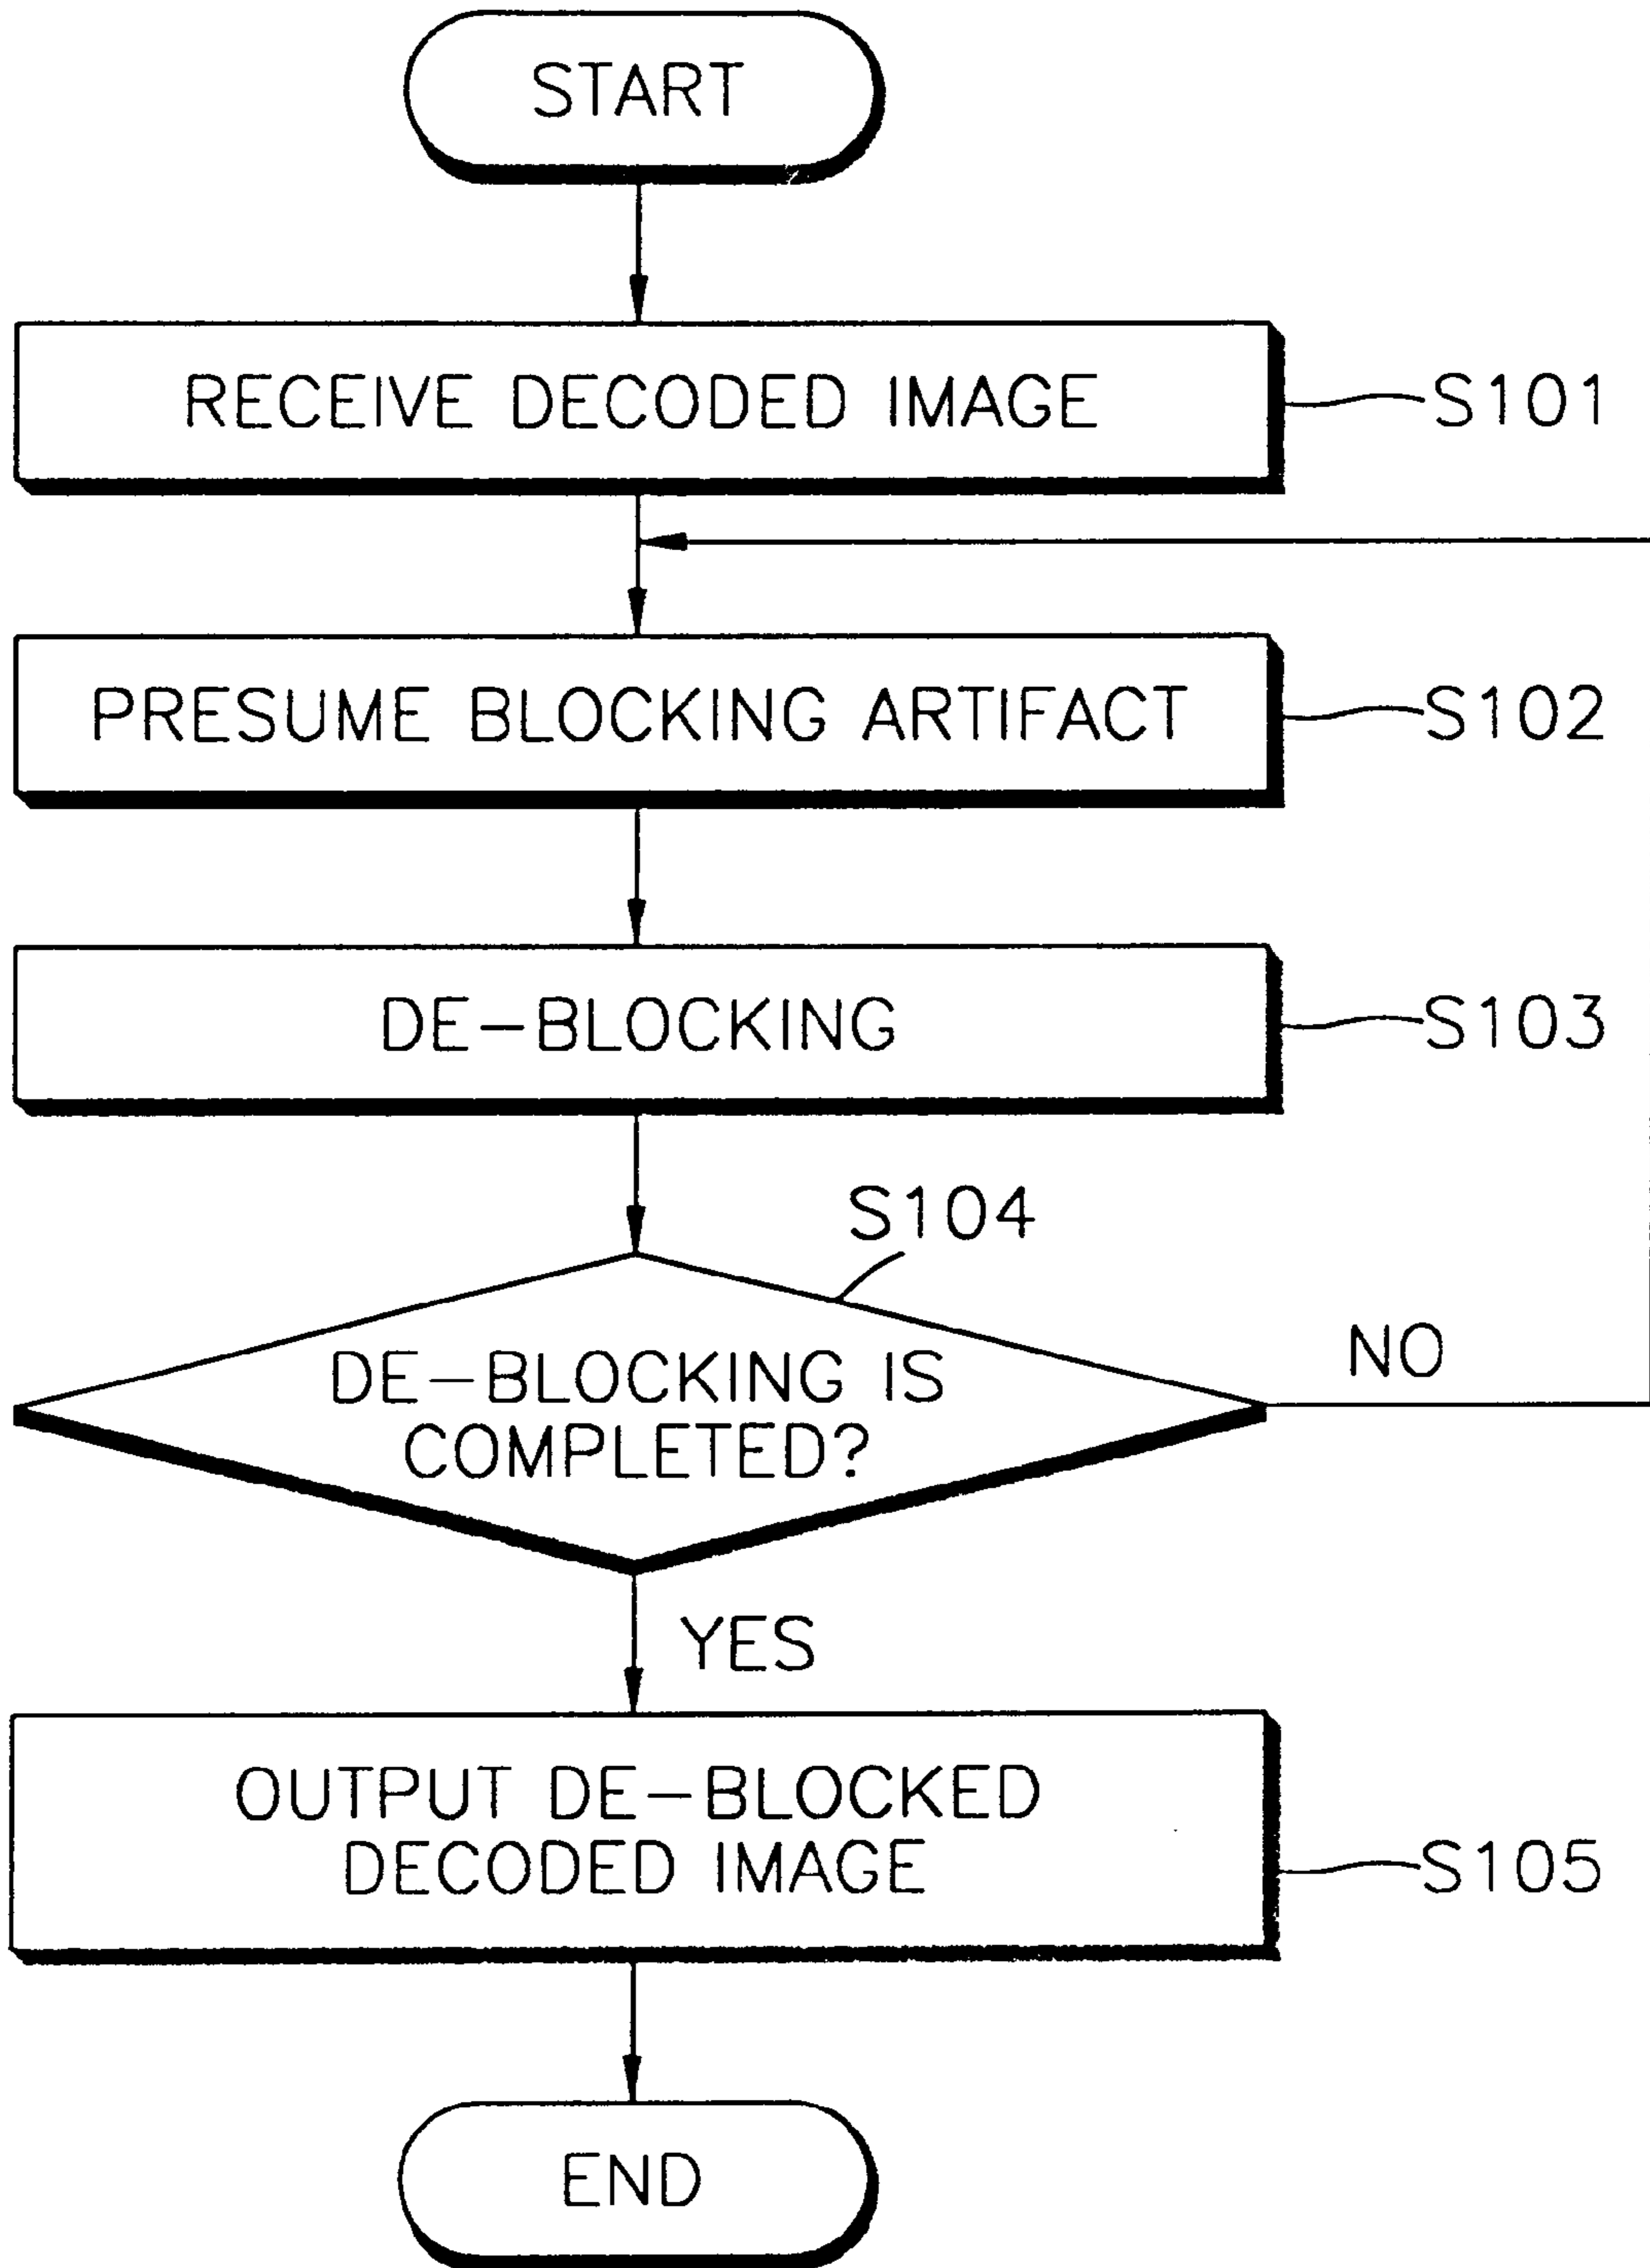 START
RECEIVE DECODED IMAGE
S101
PRESUME BLOCKING ARTIFACT
S102
DE-BLOCKING
S103
S104
DE-BLOCKING IS
COMPLETED?
NO
YES
OUTPUT DE-BLOCKED
DECODED IMAGE
S105
END